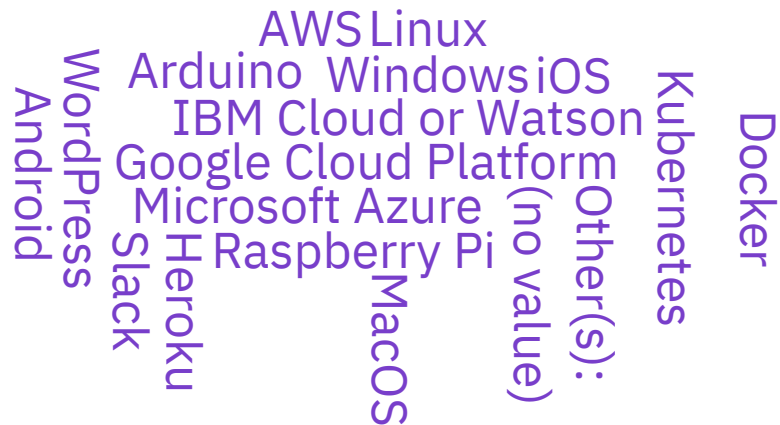 AWS
Linux
Arduino
Windows
iOS
IBM Cloud or Watson
Google Cloud Platform
Microsoft Azure
Raspberry Pi
Android
WordPress
Slack
Heroku
MacOS
(no value)
Other(s):
Kubernetes
Docker